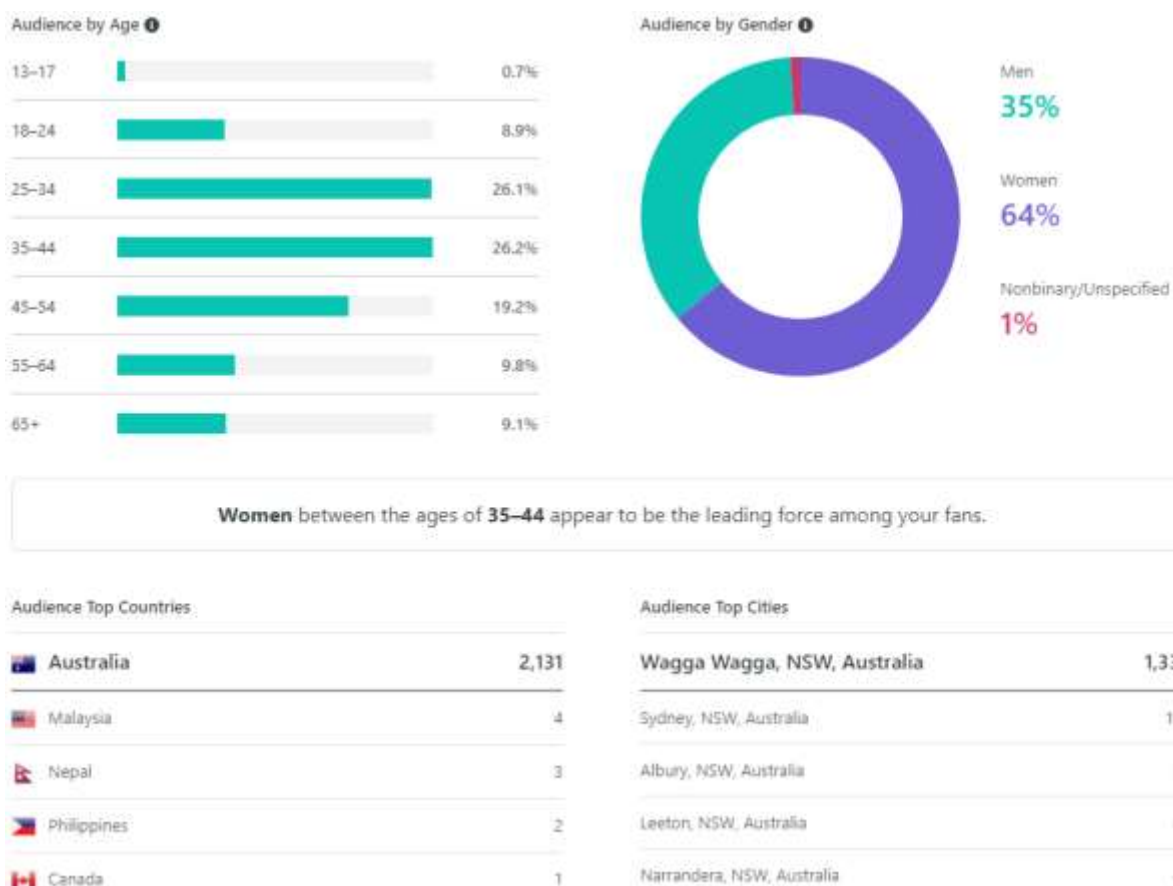 Audience by Age
13–17 0.7%
18–24 8.9%
25–34 26.1%
35–44 26.2%
45–54 19.2%
55–64 9.8%
65+ 9.1%
Audience by Gender
Men
35%
Women
64%
Nonbinary/Unspecified
1%
Women between the ages of 35–44 appear to be the leading force among your fans.
Audience Top Countries
Australia 2,131
Malaysia 4
Nepal 3
Philippines 2
Canada 1
Audience Top Cities
Wagga Wagga, NSW, Australia
Sydney, NSW, Australia
Albury, NSW, Australia
Leeton, NSW, Australia
Narrandera, NSW, Australia